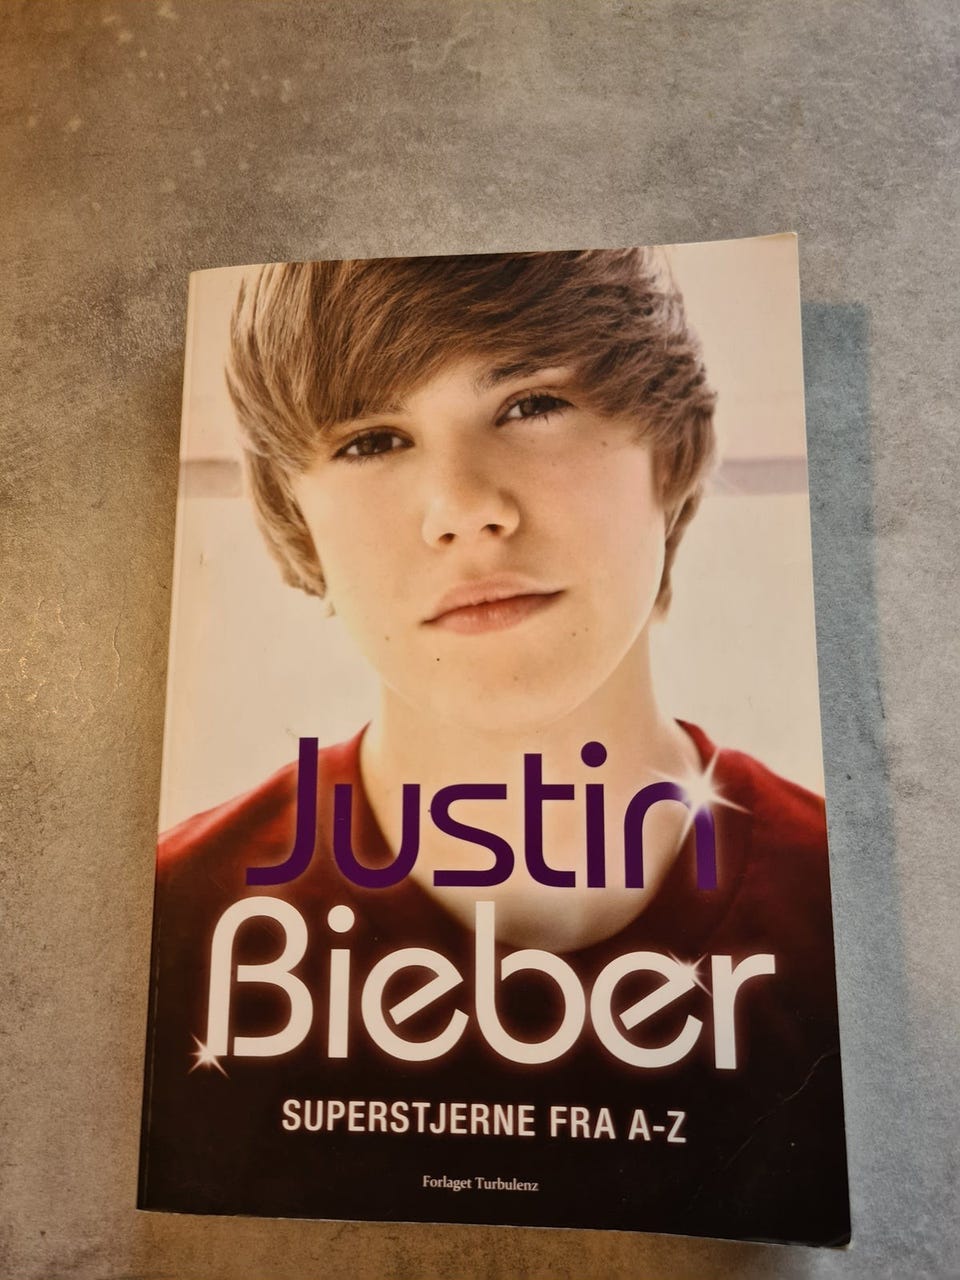 Justin
Bieber
SUPERSTJERNE FRA A-Z
Forlaget Turbulenz